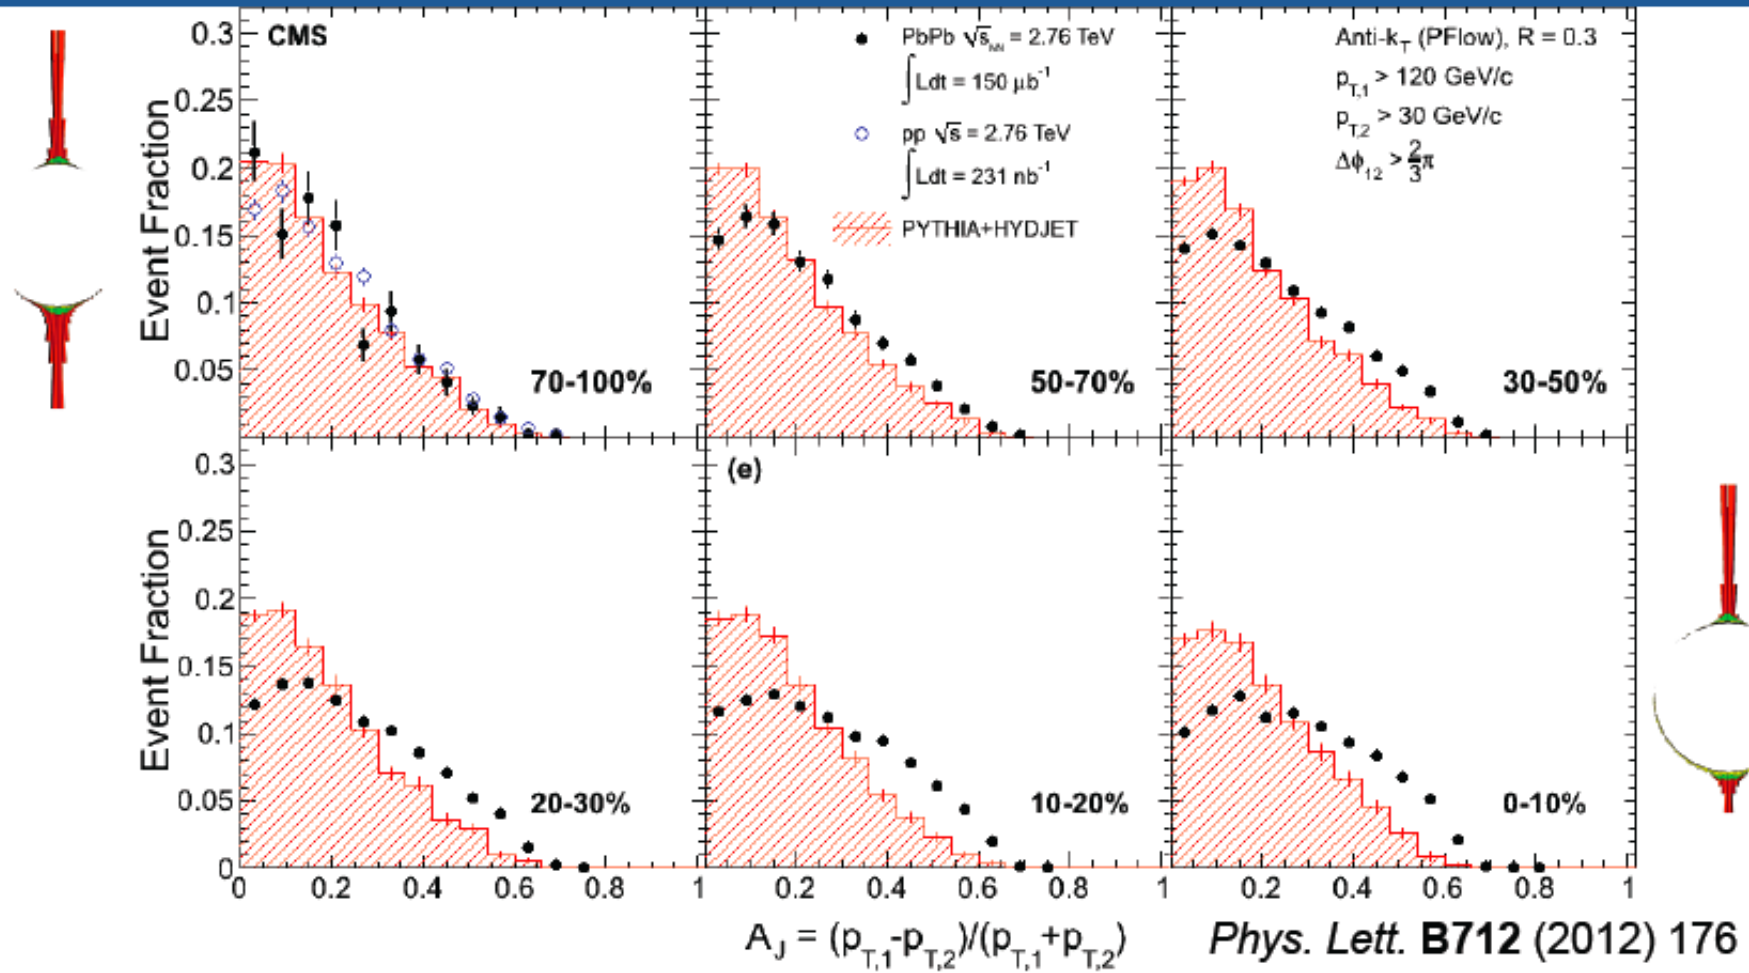 CMS
PbPb √s_NN = 2.76 TeV
∫Ldt = 150 μb⁻¹
pp √s = 2.76 TeV
∫Ldt = 231 nb⁻¹
PYTHIA+HYDJET
Anti-k_T (PFlow), R = 0.3
p_T,1 > 120 GeV/c
p_T,2 > 30 GeV/c
Δϕ_12 > 2/3 π
Event Fraction
0.3
0.25
0.2
0.15
0.1
0.05
70-100%
50-70%
30-50%
(e)
Event Fraction
0.3
0.25
0.2
0.15
0.1
0.05
0
20-30%
10-20%
0-10%
0 0.2 0.4 0.6 0.8 1 0.2 0.4 0.6 0.8 1 0.2 0.4 0.6 0.8 1
A_J = (p_T,1-p_T,2)/(p_T,1+p_T,2)
Phys. Lett. B712 (2012) 176